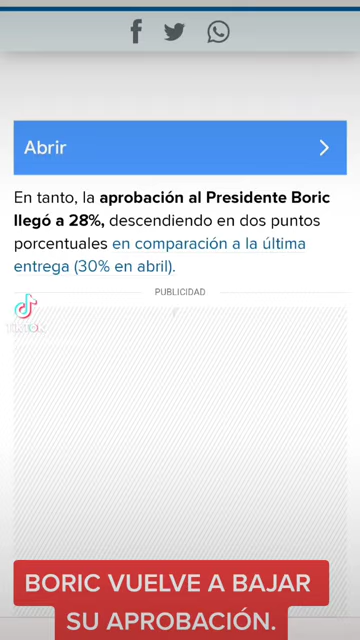 Abrir
En tanto, la aprobación al Presidente Boric
llegó a 28%, descendiendo en dos puntos
porcentuales en comparación a la última
entrega (30% en abril).
PUBLICIDAD
TikTok
BORIC VUELVE A BAJAR
SU APROBACIÓN.